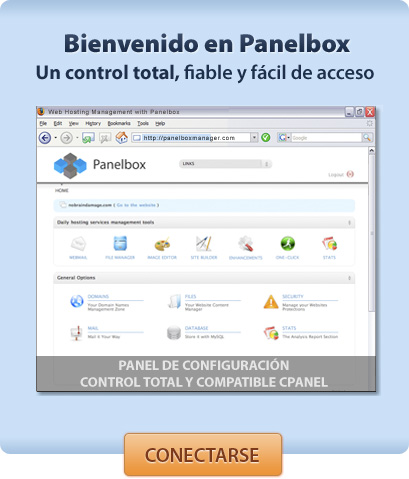 Bienvenido en Panelbox
Un control total, fiable y fácil de acceso
Web Hosting Management with Panelbox
File Edit View History Bookmarks Tools Help
http://panelboxmanager.com
Google
Panelbox
LINKS
Logout
HOME
nobraindamage.com ( Go to the website )
Daily hosting services management tools
WEBMAIL FILE MANAGER IMAGE EDITOR SITE BUILDER ENHANCEMENTS ONE-CLICK STATS
General Options
DOMAINS FILES SECURITY
Your Domain Names Management Zone Your Website Content Manager Manage your Websites Protections
MAIL DATABASE STATS
Mail it Your Way Store it with MySQL The Analysis Report Section
PANEL DE CONFIGURACIÓN
CONTROL TOTAL Y COMPATIBLE CPANEL
CONECTARSE